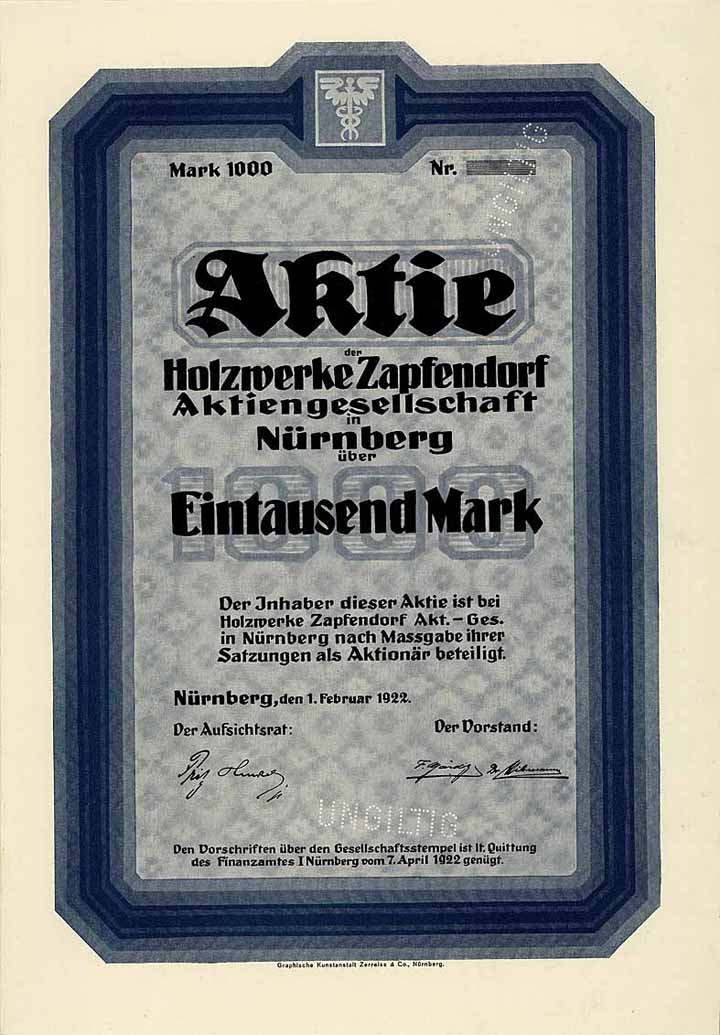 Mark 1000 Nr.
UNGILTIG
Aktie
der
Holzwerke Zapfendorf
Aktiengesellschaft
in
Nürnberg
über
1000
Eintausend Mark
Der Inhaber dieser Aktie ist bei
Holzwerke Zapfendorf Akt.-Ges.
in Nürnberg nach Massgabe ihrer
Satzungen als Aktionär beteiligt.
Nürnberg, den 1. Februar 1922.
Der Aufsichtsrat: Der Vorstand:
Fritz
UNGILTIG
Den Vorschriften über den Gesellschaftsstempel ist lt. Quittung
des Finanzamtes I Nürnberg vom 7. April 1922 genügt.
Graphische Kunstanstalt Zerreiss & Co., Nürnberg.